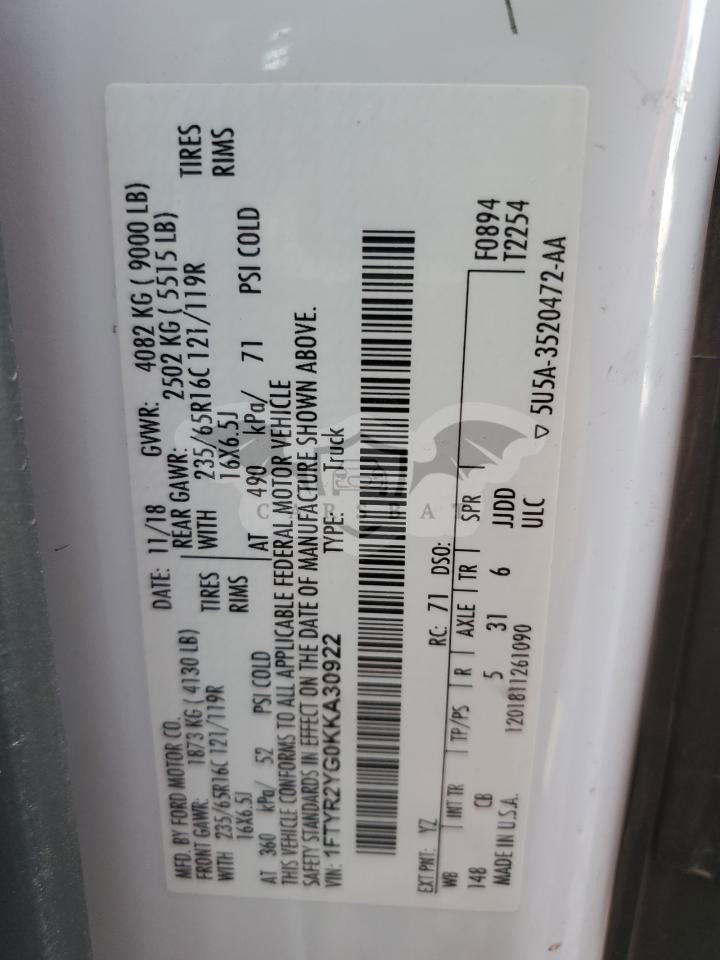 MFD. BY FORD MOTOR CO. DATE: 11/18 GVWR: 4082 KG ( 9000 LB)
FRONT GAWR: 1873 KG ( 4130 LB) REAR GAWR: 2502 KG ( 5515 LB)
WITH 235/65R16C 121/119R TIRES WITH 235/65R16C 121/119R TIRES
16X6.5J RIMS 16X6.5J RIMS
AT 360 kPa/ 52 PSI COLD AT 490 kPa/ 71 PSI COLD
THIS VEHICLE CONFORMS TO ALL APPLICABLE FEDERAL MOTOR VEHICLE
SAFETY STANDARDS IN EFFECT ON THE DATE OF MANUFACTURE SHOWN ABOVE.
VIN: 1FTYR2YG0KKA30922 TYPE: Truck
CARSBAT
EXT PNT: YZ RC: 71 DSO: F0894
WB INT TR TP/PS R AXLE TR SPR T2254
148 CB 5 31 6 JJDD
MADE IN U.S.A. 1201811261090 ULC ▽ 5U5A-3520472-AA